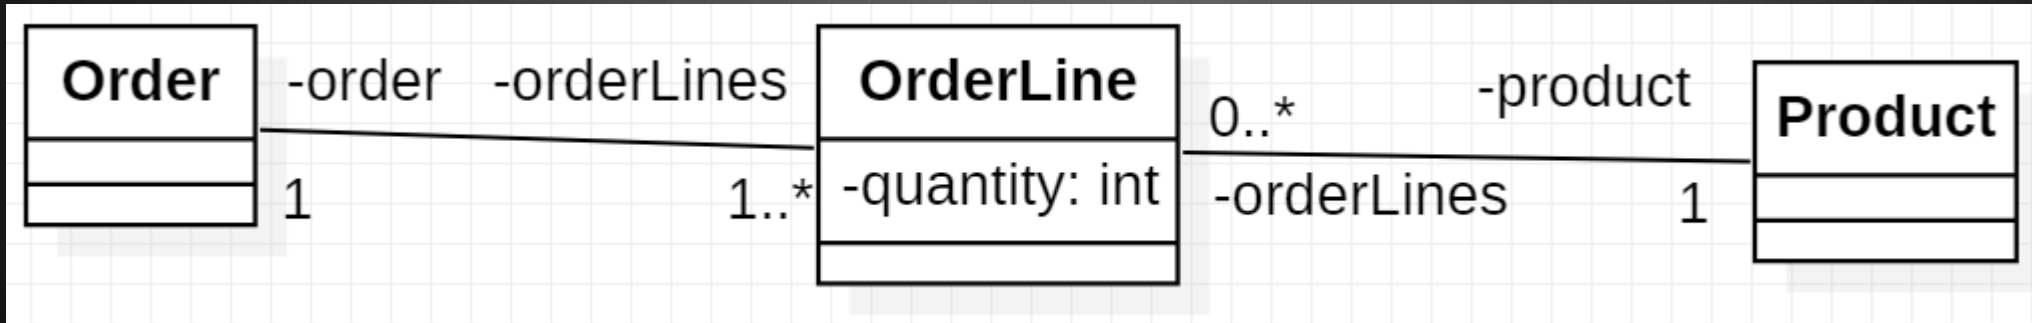 Order
-order
-orderLines
1
1..*
OrderLine
-quantity: int
0..*
-orderLines
-product
1
Product